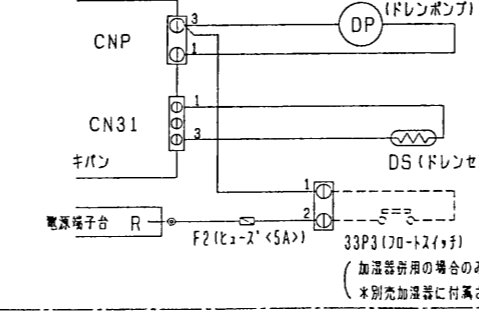 (ドレンポンプ)
3
DP
CNP
1
1
CN31
3
キバン
DS(ドレンセ
1
電源端子台 R
2
F2(ヒューズ<5A>)
33P3(フロートスイッチ)
加湿器併用の場合のみ
※別売加湿器に付属さ